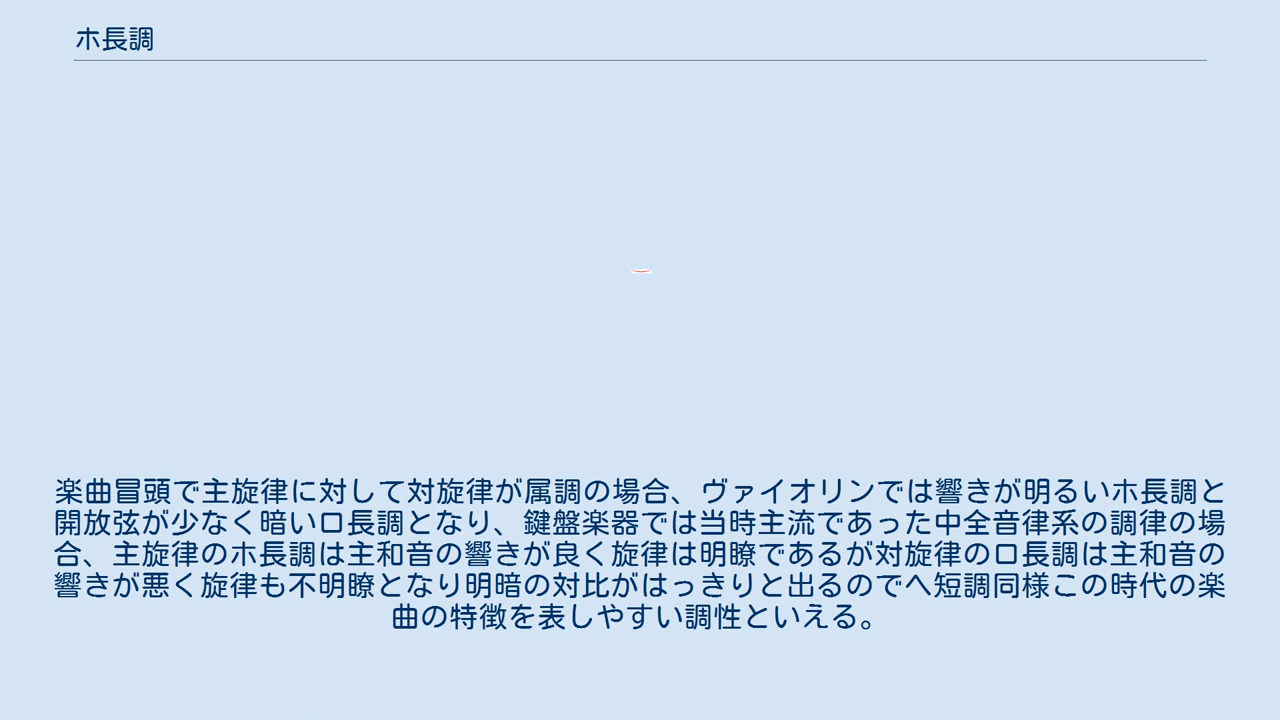 ホ長調
楽曲冒頭で主旋律に対して対旋律が属調の場合、ヴァイオリンでは響きが明るいホ長調と
開放弦が少なく暗いロ長調となり、鍵盤楽器では当時主流であった中全音律系の調律の場
合、主旋律のホ長調は主和音の響きが良く旋律は明瞭であるが対旋律のロ長調は主和音の
響きが悪く旋律も不明瞭となり明暗の対比がはっきりと出るのでヘ短調同様この時代の楽
曲の特徴を表しやすい調性といえる。